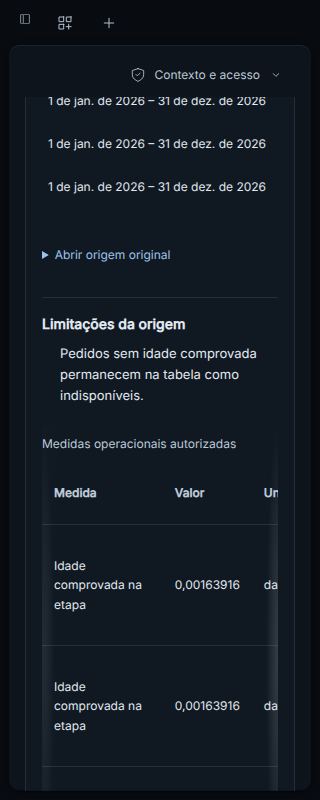 Contexto e acesso
1 de jan. de 2026 – 31 de dez. de 2026
1 de jan. de 2026 – 31 de dez. de 2026
1 de jan. de 2026 – 31 de dez. de 2026
Abrir origem original
Limitações da origem
Pedidos sem idade comprovada
permanecem na tabela como
indisponíveis.
Medidas operacionais autorizadas
Medida Valor
Idade
comprovada na
etapa
0,00163916
Idade
comprovada na
etapa
0,00163916